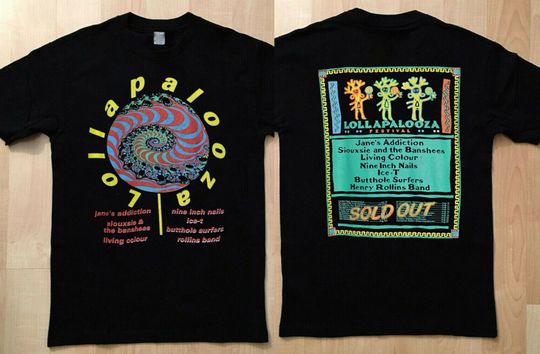 Lollapalooza
jane's addiction
siouxsie &
the banshees
living colour
nine inch nails
ice-t
butthole surfers
rollins band
LOLLAPALOOZA
FESTIVAL
Jane's Addiction
Siouxsie and the Banshees
Living Colour
Nine Inch Nails
Ice-T
Butthole Surfers
Henry Rollins Band
SOLD OUT